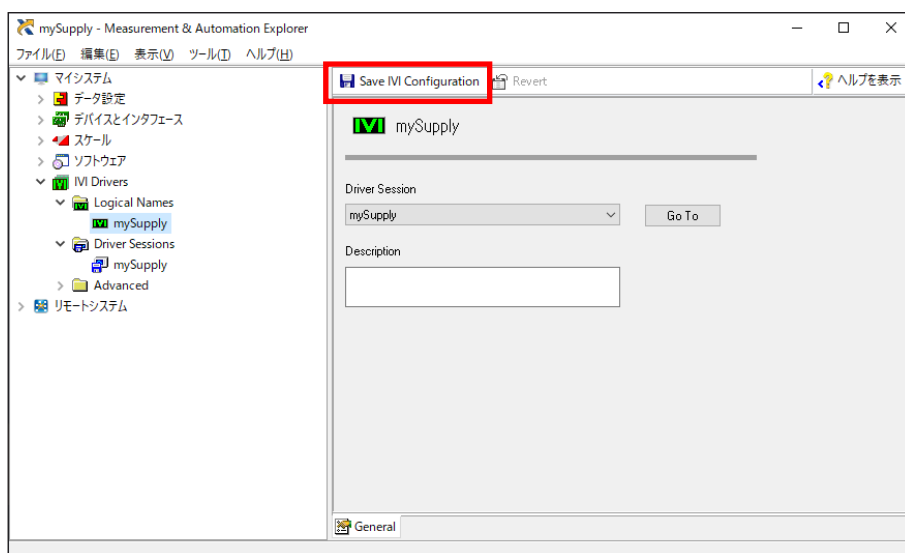 mySupply - Measurement & Automation Explorer
ファイル(F) 編集(E) 表示(V) ツール(T) ヘルプ(H)
マイシステム
データ設定
デバイスとインタフェース
スケール
ソフトウェア
IVI Drivers
Logical Names
mySupply
Driver Sessions
mySupply
Advanced
リモートシステム
Save IVI Configuration Revert ヘルプを表示
IVI mySupply
Driver Session
mySupply Go To
Description
General